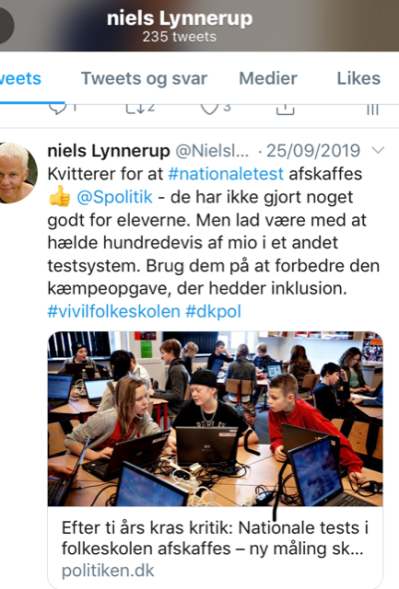 niels Lynnerup
235 tweets
weets Tweets og svar Medier Likes
1 2 3
niels Lynnerup @Nielsl... · 25/09/2019
Kvitterer for at #nationaletest afskaffes
👍 @Spolitik - de har ikke gjort noget
godt for eleverne. Men lad være med at
hælde hundredevis af mio i et andet
testsystem. Brug dem på at forbedre den
kæmpeopgave, der hedder inklusion.
#vivilfolkeskolen #dkpol
Efter ti års kras kritik: Nationale tests i
folkeskolen afskaffes – ny måling sk...
politiken.dk